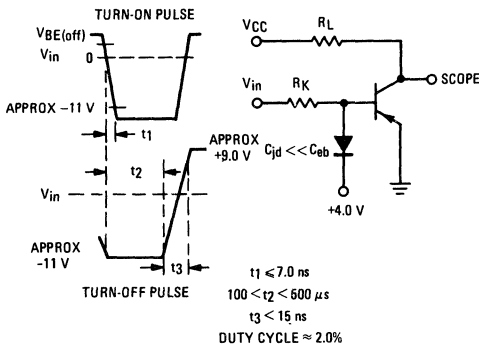 TURN-ON PULSE
VBE(off)
Vin 0
APPROX -11 V
t1
VCC
RL
SCOPE
Vin
RK
Cjd << Ceb
+4.0 V
APPROX
+9.0 V
t2
Vin
APPROX
-11 V
t3
TURN-OFF PULSE
t1 ⩽ 7.0 ns
100 < t2 < 500 μs
t3 < 15 ns
DUTY CYCLE ≈ 2.0%